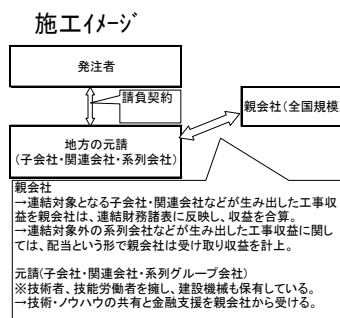 施工イメージ
発注者
請負契約
親会社(全国規模)
地方の元請
(子会社・関連会社・系列会社)
親会社
→連結対象となる子会社・関連会社などが生み出した工事収
益を親会社は、連結財務諸表に反映し、収益を合算。
→連結対象外の系列会社などが生み出した工事収益に関し
ては、配当という形で親会社は受け取り収益を計上。
元請(子会社・関連会社・系列グループ会社)
※技術者、技能労働者を擁し、建設機械も保有している。
→技術・ノウハウの共有と金融支援を親会社から受ける。